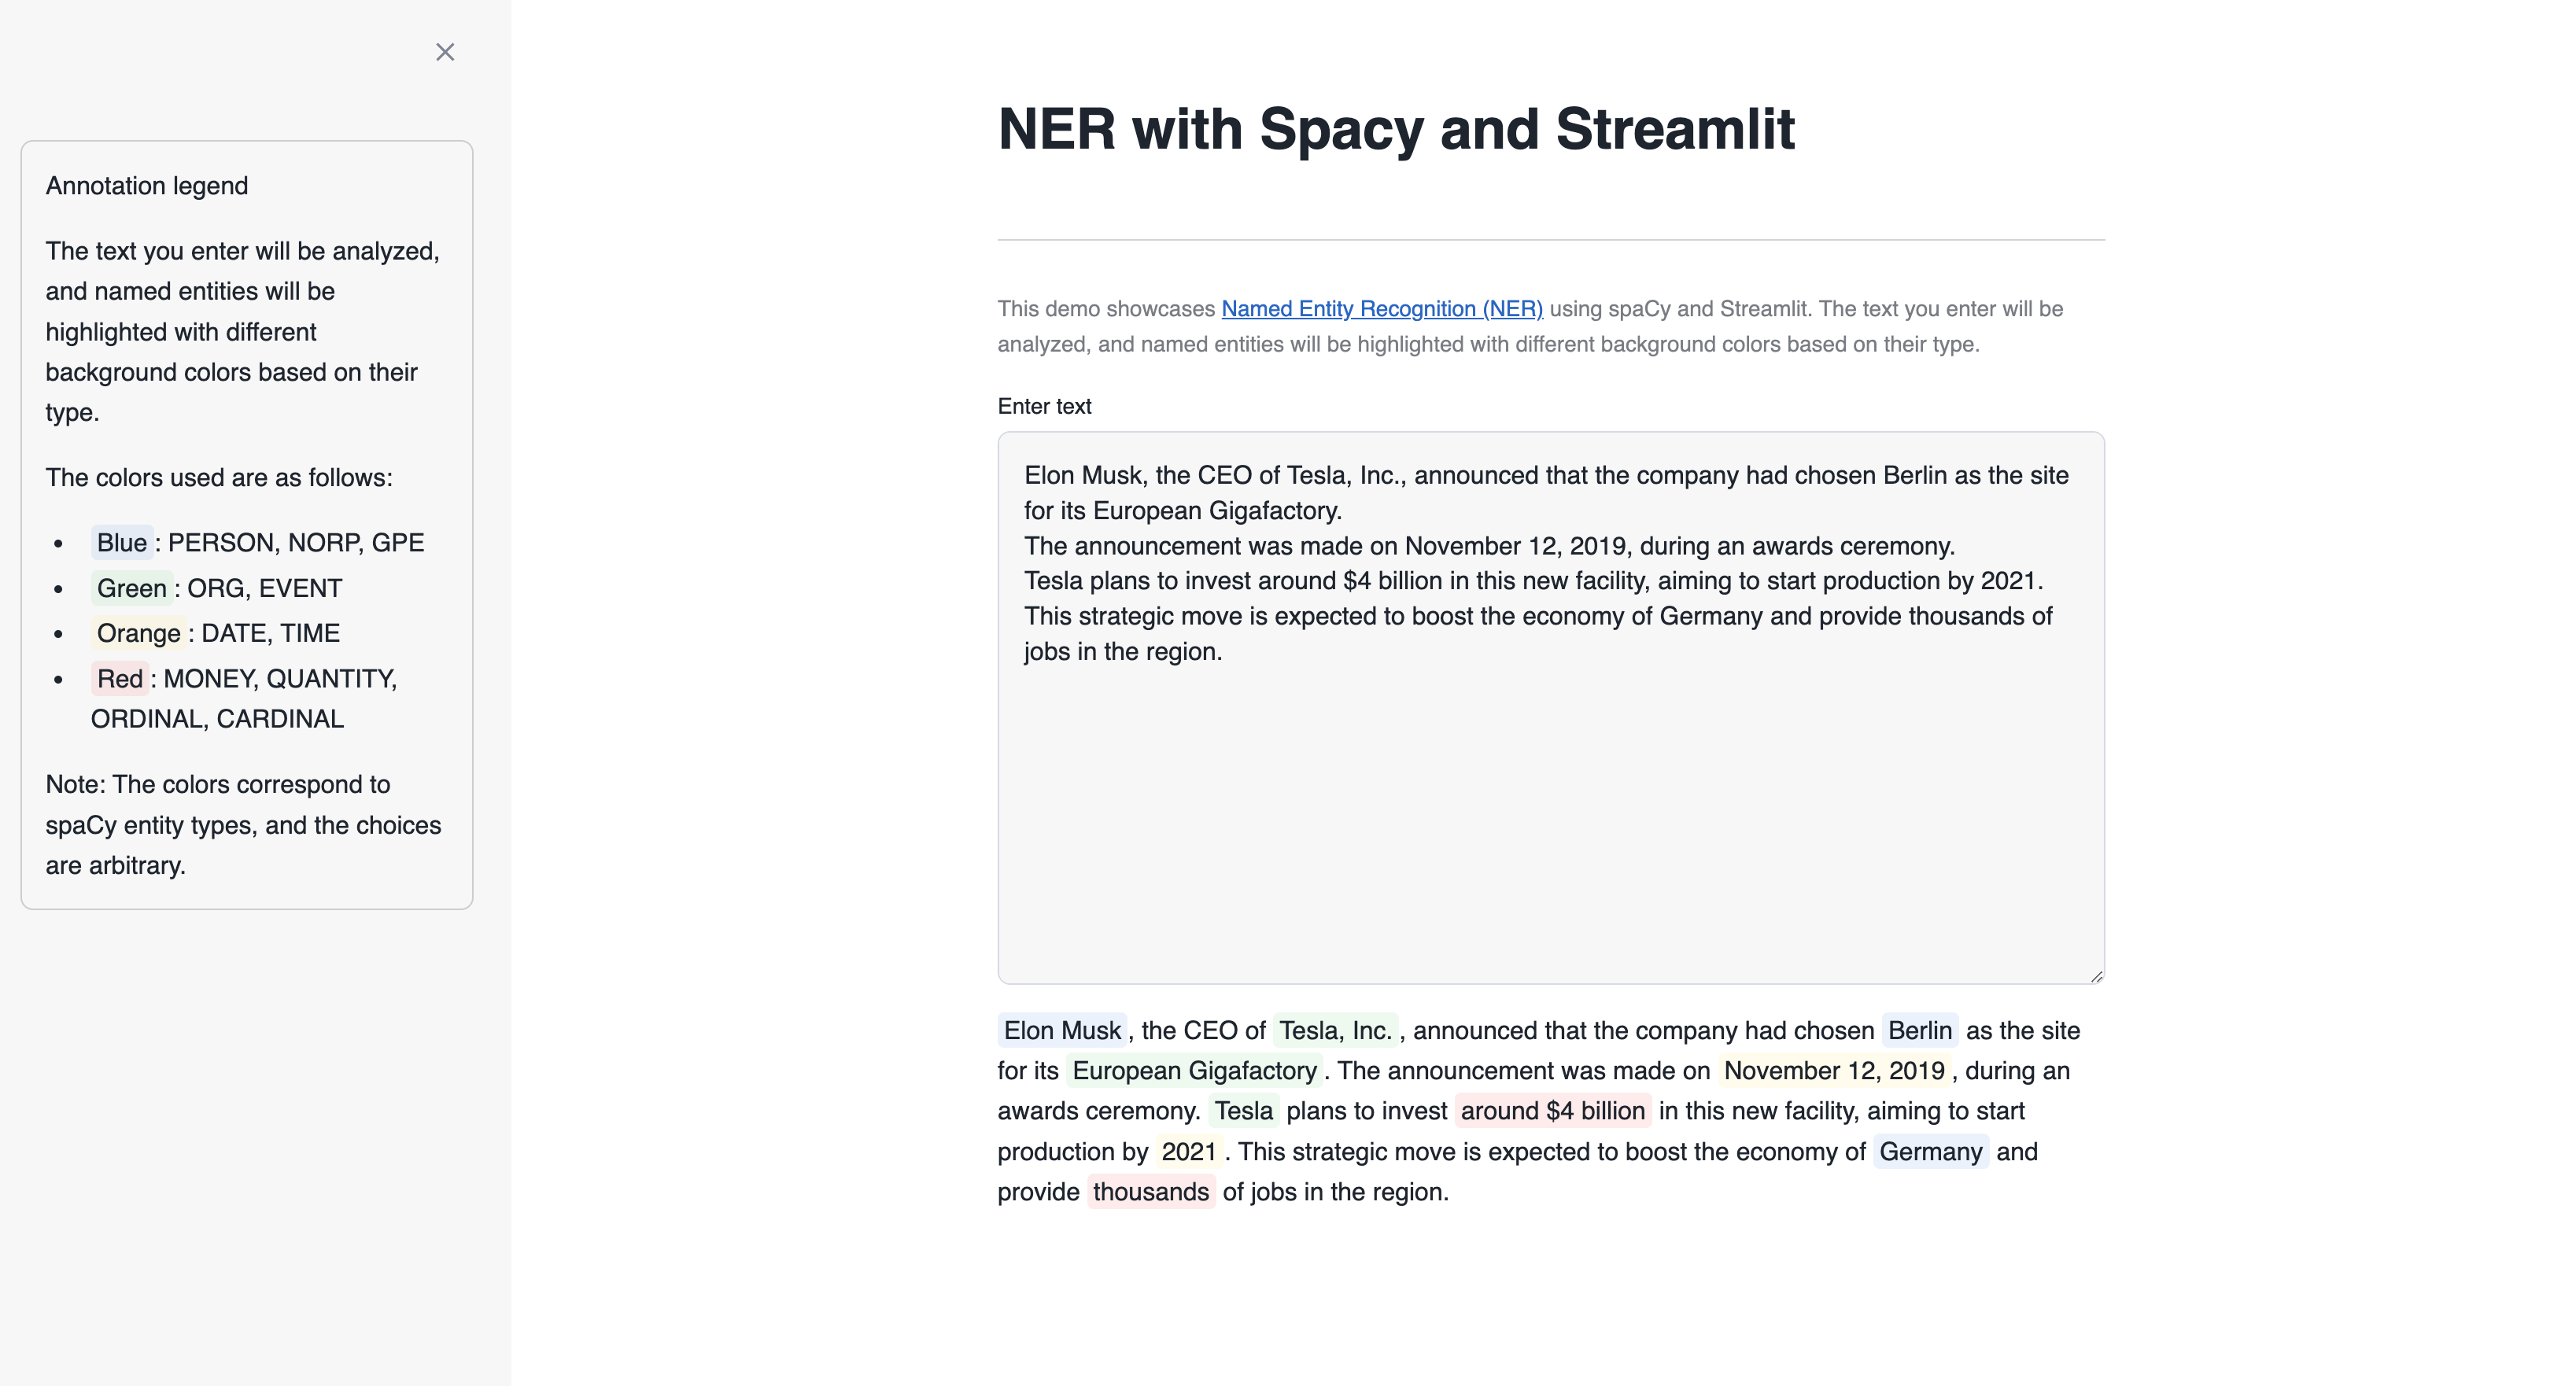 Annotation legend
The text you enter will be analyzed,
and named entities will be
highlighted with different
background colors based on their
type.
The colors used are as follows:
• Blue : PERSON, NORP, GPE
• Green : ORG, EVENT
• Orange : DATE, TIME
• Red : MONEY, QUANTITY,
ORDINAL, CARDINAL
Note: The colors correspond to
spaCy entity types, and the choices
are arbitrary.
NER with Spacy and Streamlit
This demo showcases Named Entity Recognition (NER) using spaCy and Streamlit. The text you enter will be
analyzed, and named entities will be highlighted with different background colors based on their type.
Enter text
Elon Musk, the CEO of Tesla, Inc., announced that the company had chosen Berlin as the site
for its European Gigafactory.
The announcement was made on November 12, 2019, during an awards ceremony.
Tesla plans to invest around $4 billion in this new facility, aiming to start production by 2021.
This strategic move is expected to boost the economy of Germany and provide thousands of
jobs in the region.
Elon Musk , the CEO of Tesla, Inc. , announced that the company had chosen Berlin as the site
for its European Gigafactory . The announcement was made on November 12, 2019 , during an
awards ceremony. Tesla plans to invest around $4 billion in this new facility, aiming to start
production by 2021 . This strategic move is expected to boost the economy of Germany and
provide thousands of jobs in the region.